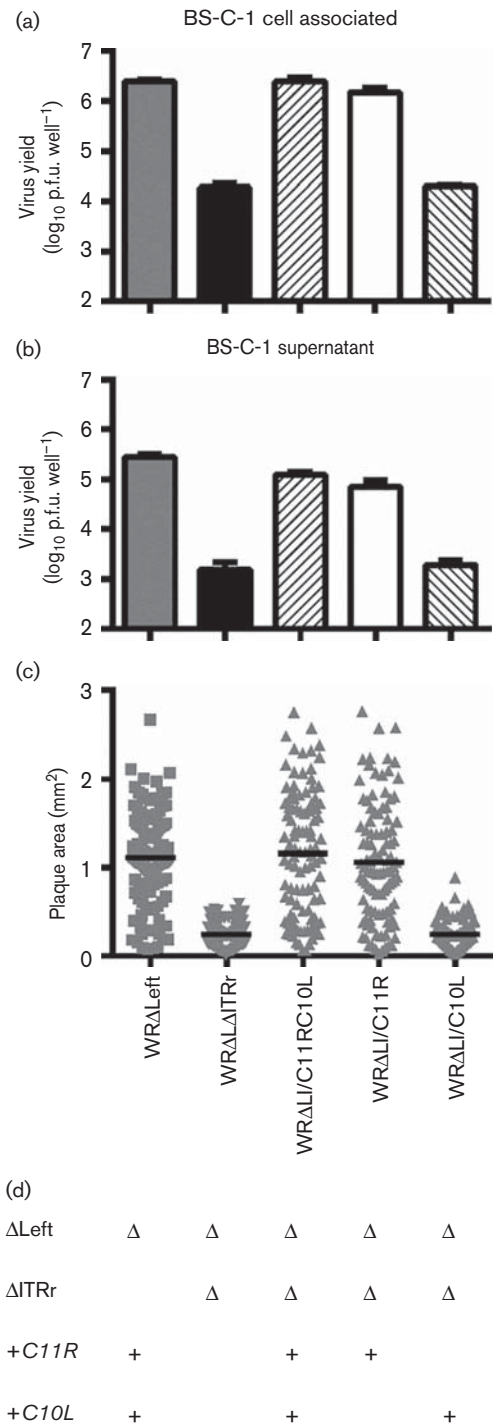 (a) BS-C-1 cell associated
Virus yield
(log₁₀ p.f.u. well⁻¹)
7
6
5
4
3
2
(b) BS-C-1 supernatant
Virus yield
(log₁₀ p.f.u. well⁻¹)
7
6
5
4
3
2
(c)
Plaque area (mm²)
3
2
1
0
WRΔLeft
WRΔLΔITRr
WRΔLI/C11RC10L
WRΔLI/C11R
WRΔLI/C10L
(d)
ΔLeft Δ Δ Δ Δ Δ
ΔITRr Δ Δ Δ Δ
+C11R + + +
+C10L + + +